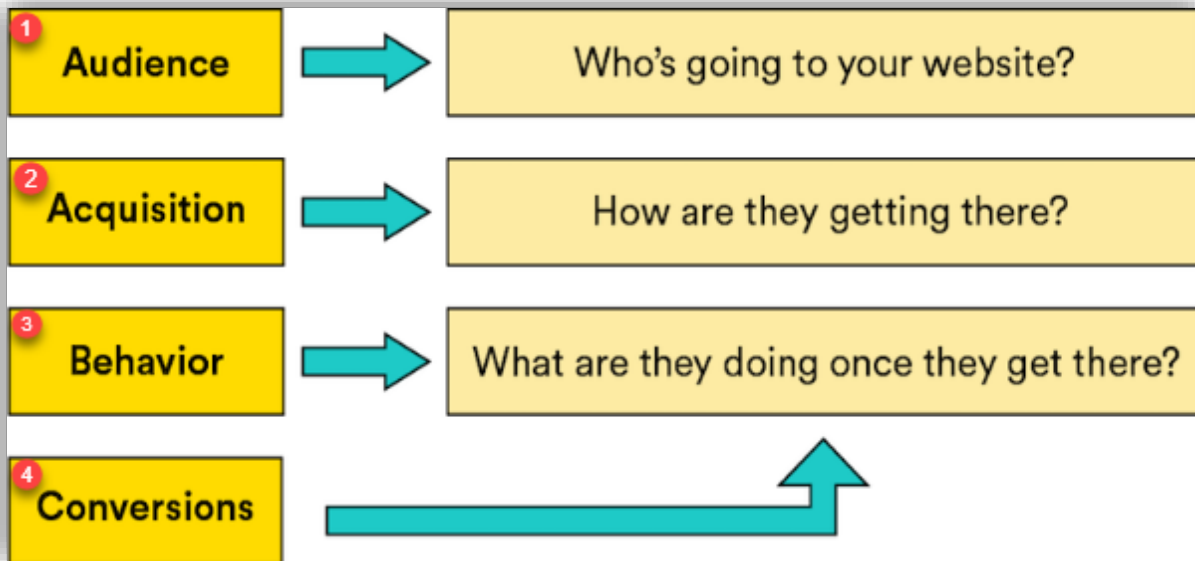 1
Audience
Who's going to your website?
2
Acquisition
How are they getting there?
3
Behavior
What are they doing once they get there?
4
Conversions